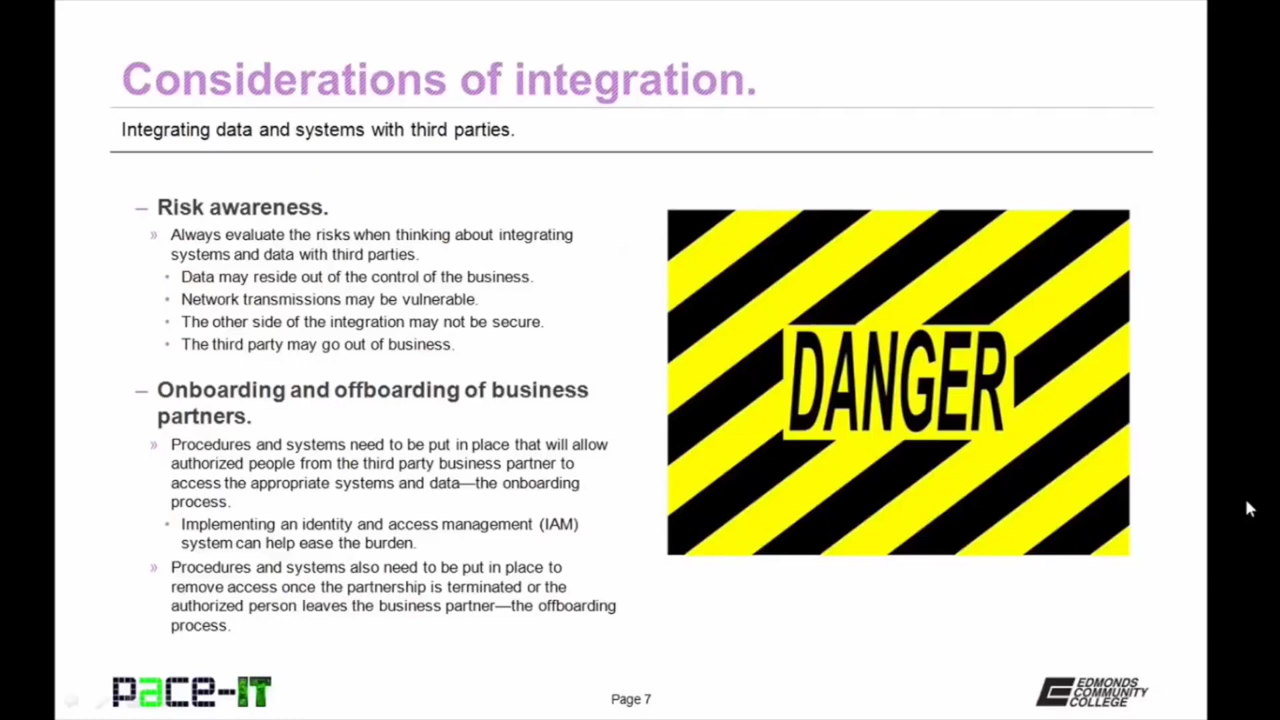 Considerations of integration.
Integrating data and systems with third parties.
– Risk awareness.
» Always evaluate the risks when thinking about integrating
systems and data with third parties.
• Data may reside out of the control of the business.
• Network transmissions may be vulnerable.
• The other side of the integration may not be secure.
• The third party may go out of business.
– Onboarding and offboarding of business
partners.
» Procedures and systems need to be put in place that will allow
authorized people from the third party business partner to
access the appropriate systems and data—the onboarding
process.
• Implementing an identity and access management (IAM)
system can help ease the burden.
» Procedures and systems also need to be put in place to
remove access once the partnership is terminated or the
authorized person leaves the business partner—the offboarding
process.
DANGER
pace-IT
Page 7
EDMONDS
COMMUNITY
COLLEGE